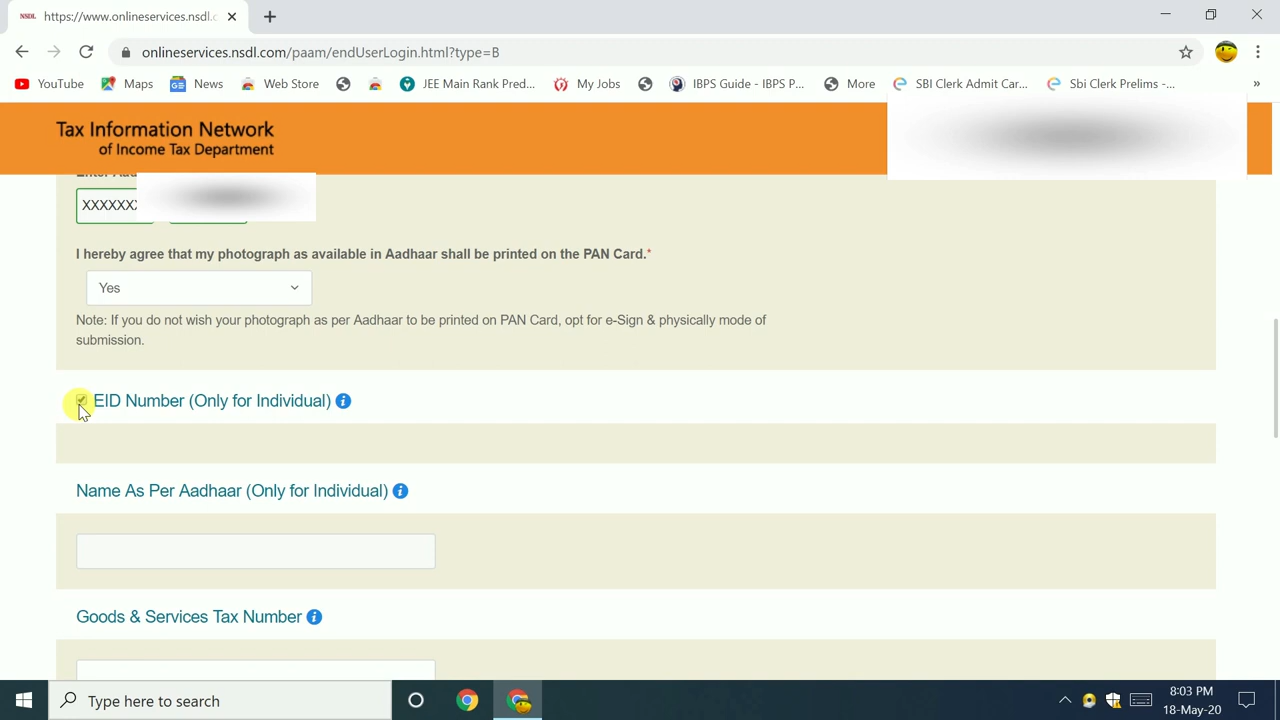 NSDL https://www.onlineservices.nsdl.c
onlineservices.nsdl.com/paam/endUserLogin.html?type=B
YouTube Maps News Web Store JEE Main Rank Pred... My Jobs IBPS Guide - IBPS P... More SBI Clerk Admit Car... Sbi Clerk Prelims -... »
Tax Information Network
of Income Tax Department
XXXXXXX
I hereby agree that my photograph as available in Aadhaar shall be printed on the PAN Card.*
Yes
Note: If you do not wish your photograph as per Aadhaar to be printed on PAN Card, opt for e-Sign & physically mode of
submission.
EID Number (Only for Individual) i
Name As Per Aadhaar (Only for Individual) i
Goods & Services Tax Number i
Type here to search
8:03 PM
18-May-20